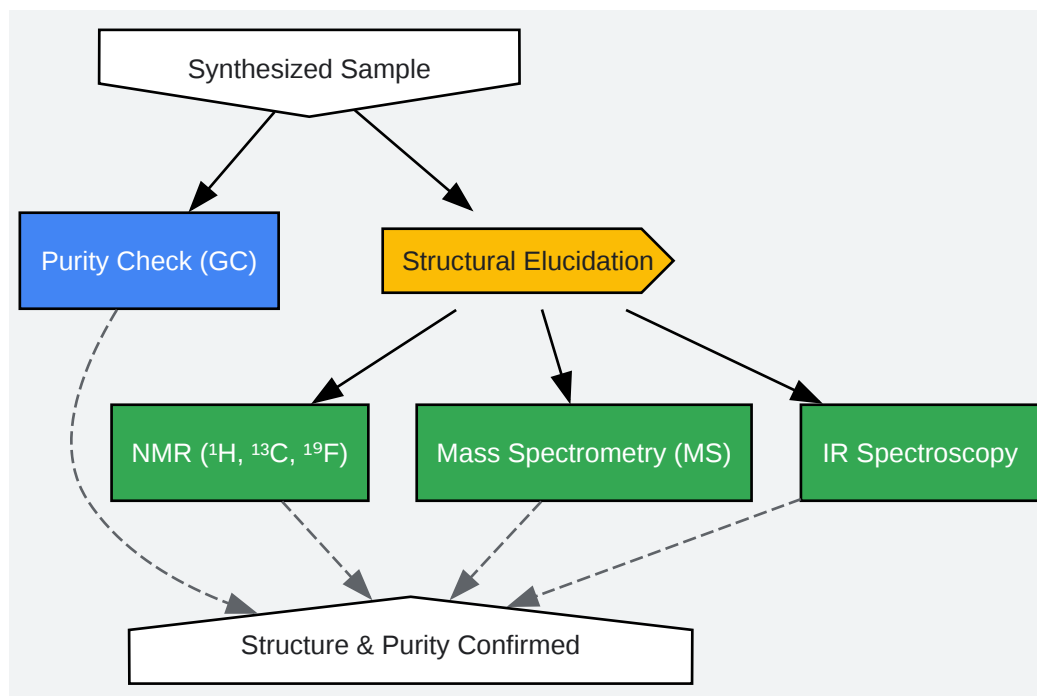 Synthesized Sample
Purity Check (GC)
Structural Elucidation
NMR (¹H, ¹³C, ¹⁹F)
Mass Spectrometry (MS)
IR Spectroscopy
Structure & Purity Confirmed